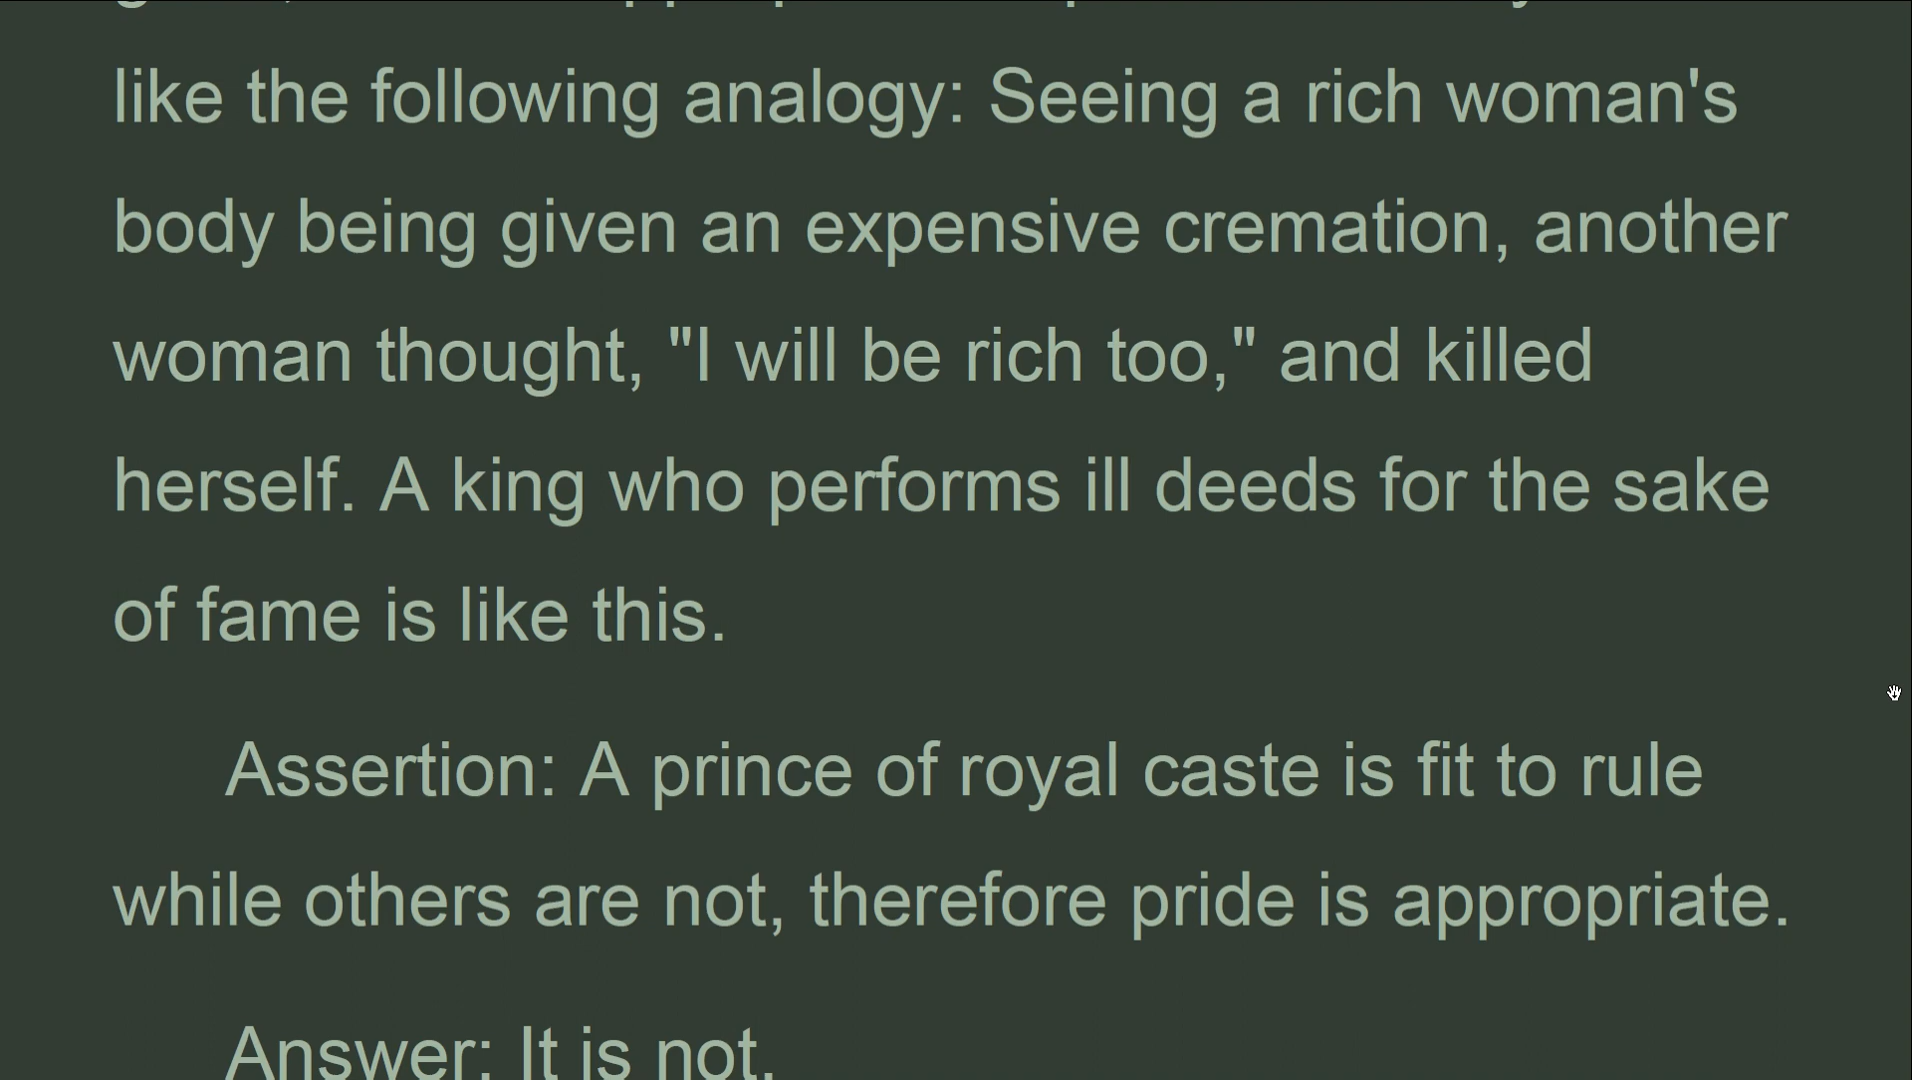 like the following analogy: Seeing a rich woman's
body being given an expensive cremation, another
woman thought, "I will be rich too," and killed
herself. A king who performs ill deeds for the sake
of fame is like this.
Assertion: A prince of royal caste is fit to rule
while others are not, therefore pride is appropriate.
Answer: It is not.